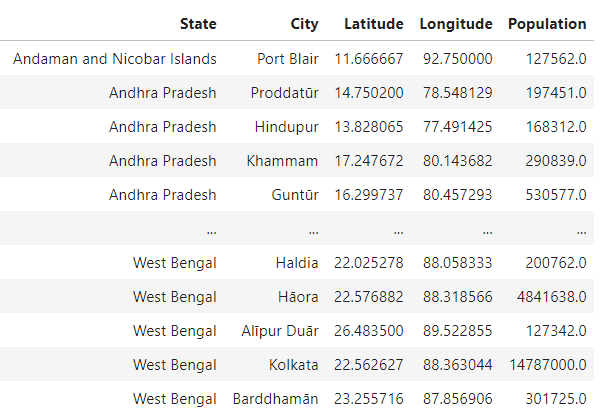 State City Latitude Longitude Population
Andaman and Nicobar Islands Port Blair 11.666667 92.750000 127562.0
Andhra Pradesh Proddatūr 14.750200 78.548129 197451.0
Andhra Pradesh Hindupur 13.828065 77.491425 168312.0
Andhra Pradesh Khammam 17.247672 80.143682 290839.0
Andhra Pradesh Guntūr 16.299737 80.457293 530577.0
... ... ... ... ...
West Bengal Haldia 22.025278 88.058333 200762.0
West Bengal Hāora 22.576882 88.318566 4841638.0
West Bengal Alīpur Duār 26.483500 89.522855 127342.0
West Bengal Kolkata 22.562627 88.363044 14787000.0
West Bengal Barddhamān 23.255716 87.856906 301725.0